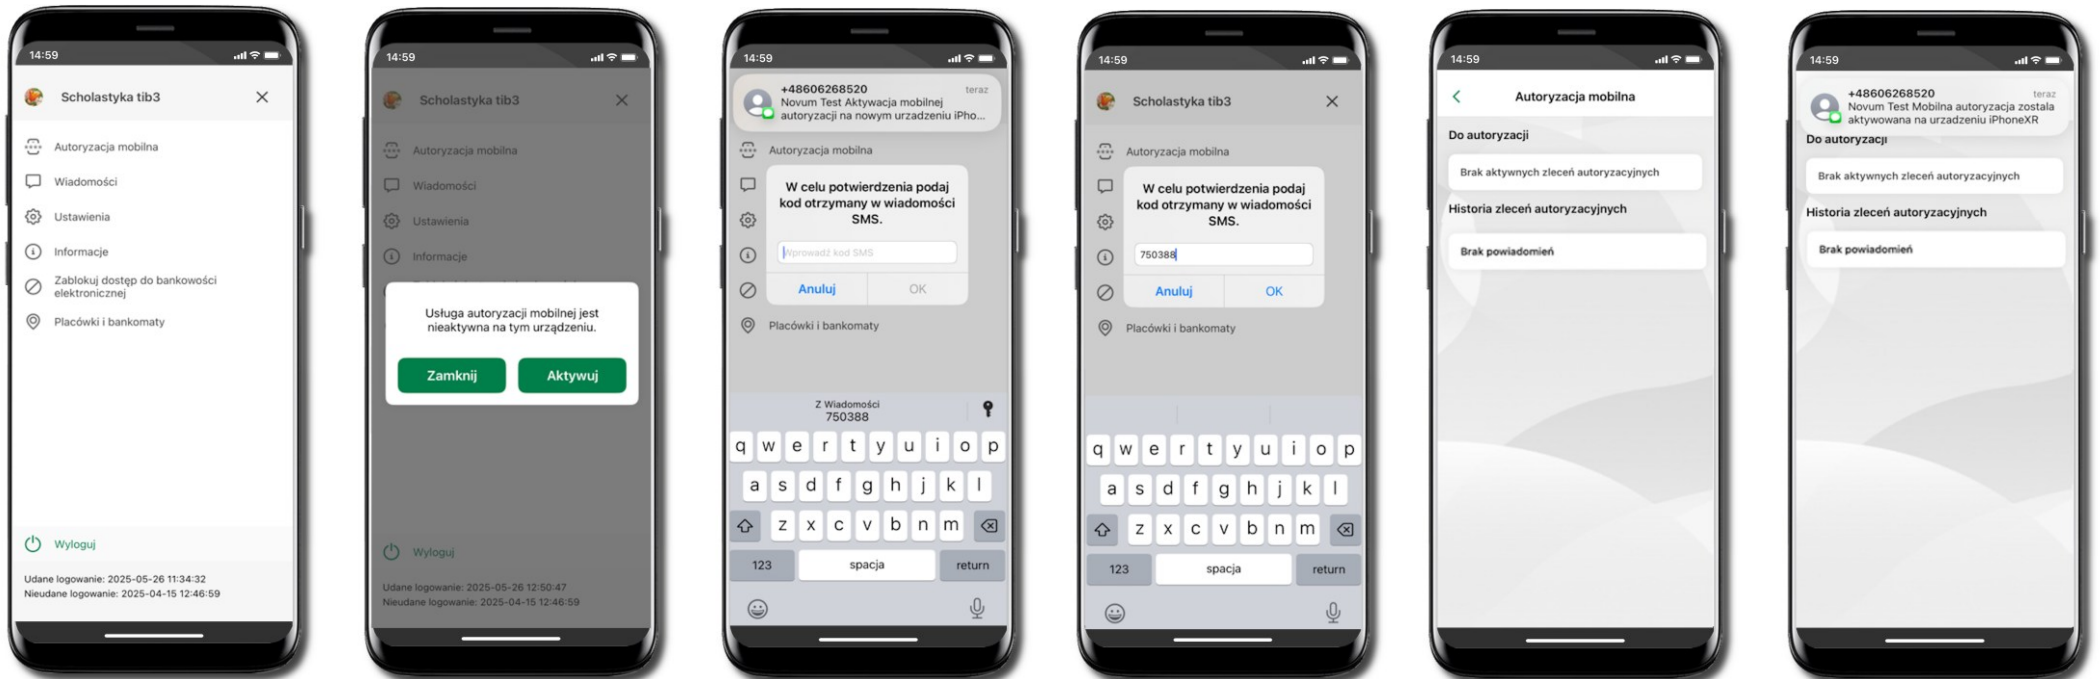 14:59
Scholastyka tib3
Autoryzacja mobilna
Wiadomości
Ustawienia
Informacje
Zablokuj dostęp do bankowości
elektronicznej
Placówki i bankomaty
Wyloguj
Udane logowanie: 2025-05-26 11:34:32
Nieudane logowanie: 2025-04-15 12:46:59
14:59
Scholastyka tib3
Autoryzacja mobilna
Wiadomości
Ustawienia
Informacje
Usługa autoryzacji mobilnej jest
nieaktywna na tym urządzeniu.
Zamknij Aktywuj
Wyloguj
Udane logowanie: 2025-05-26 12:50:47
Nieudane logowanie: 2025-04-15 12:46:59
14:59
+48606268520 teraz
Novum Test Aktywacja mobilnej
autoryzacji na nowym urzadzeniu iPho...
Autoryzacja mobilna
W celu potwierdzenia podaj
kod otrzymany w wiadomości
SMS.
Wprowadź kod SMS
Anuluj OK
Placówki i bankomaty
Z Wiadomości
750388
q w e r t y u i o p
a s d f g h j k l
z x c v b n m
123 spacja return
14:59
Scholastyka tib3
Autoryzacja mobilna
W celu potwierdzenia podaj
kod otrzymany w wiadomości
SMS.
750388
Anuluj OK
Placówki i bankomaty
q w e r t y u i o p
a s d f g h j k l
z x c v b n m
123 spacja return
14:59
Autoryzacja mobilna
Do autoryzacji
Brak aktywnych zleceń autoryzacyjnych
Historia zleceń autoryzacyjnych
Brak powiadomień
14:59
+48606268520 teraz
Novum Test Mobilna autoryzacja zostala
aktywowana na urzadzeniu iPhoneXR
Do autoryzacji
Brak aktywnych zleceń autoryzacyjnych
Historia zleceń autoryzacyjnych
Brak powiadomień